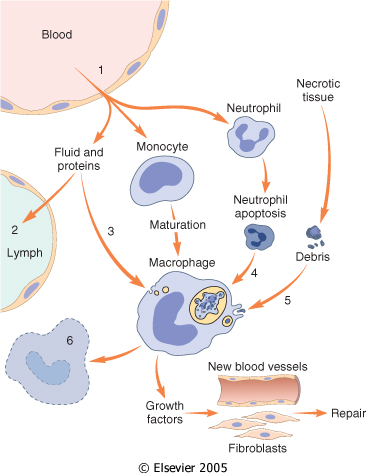 Blood
1
Neutrophil
Necrotic
tissue
Fluid and
proteins
Monocyte
2
Lymph
3
Maturation
Neutrophil
apoptosis
Macrophage
4
Debris
5
6
New blood vessels
Growth
factors
Repair
Fibroblasts
© Elsevier 2005